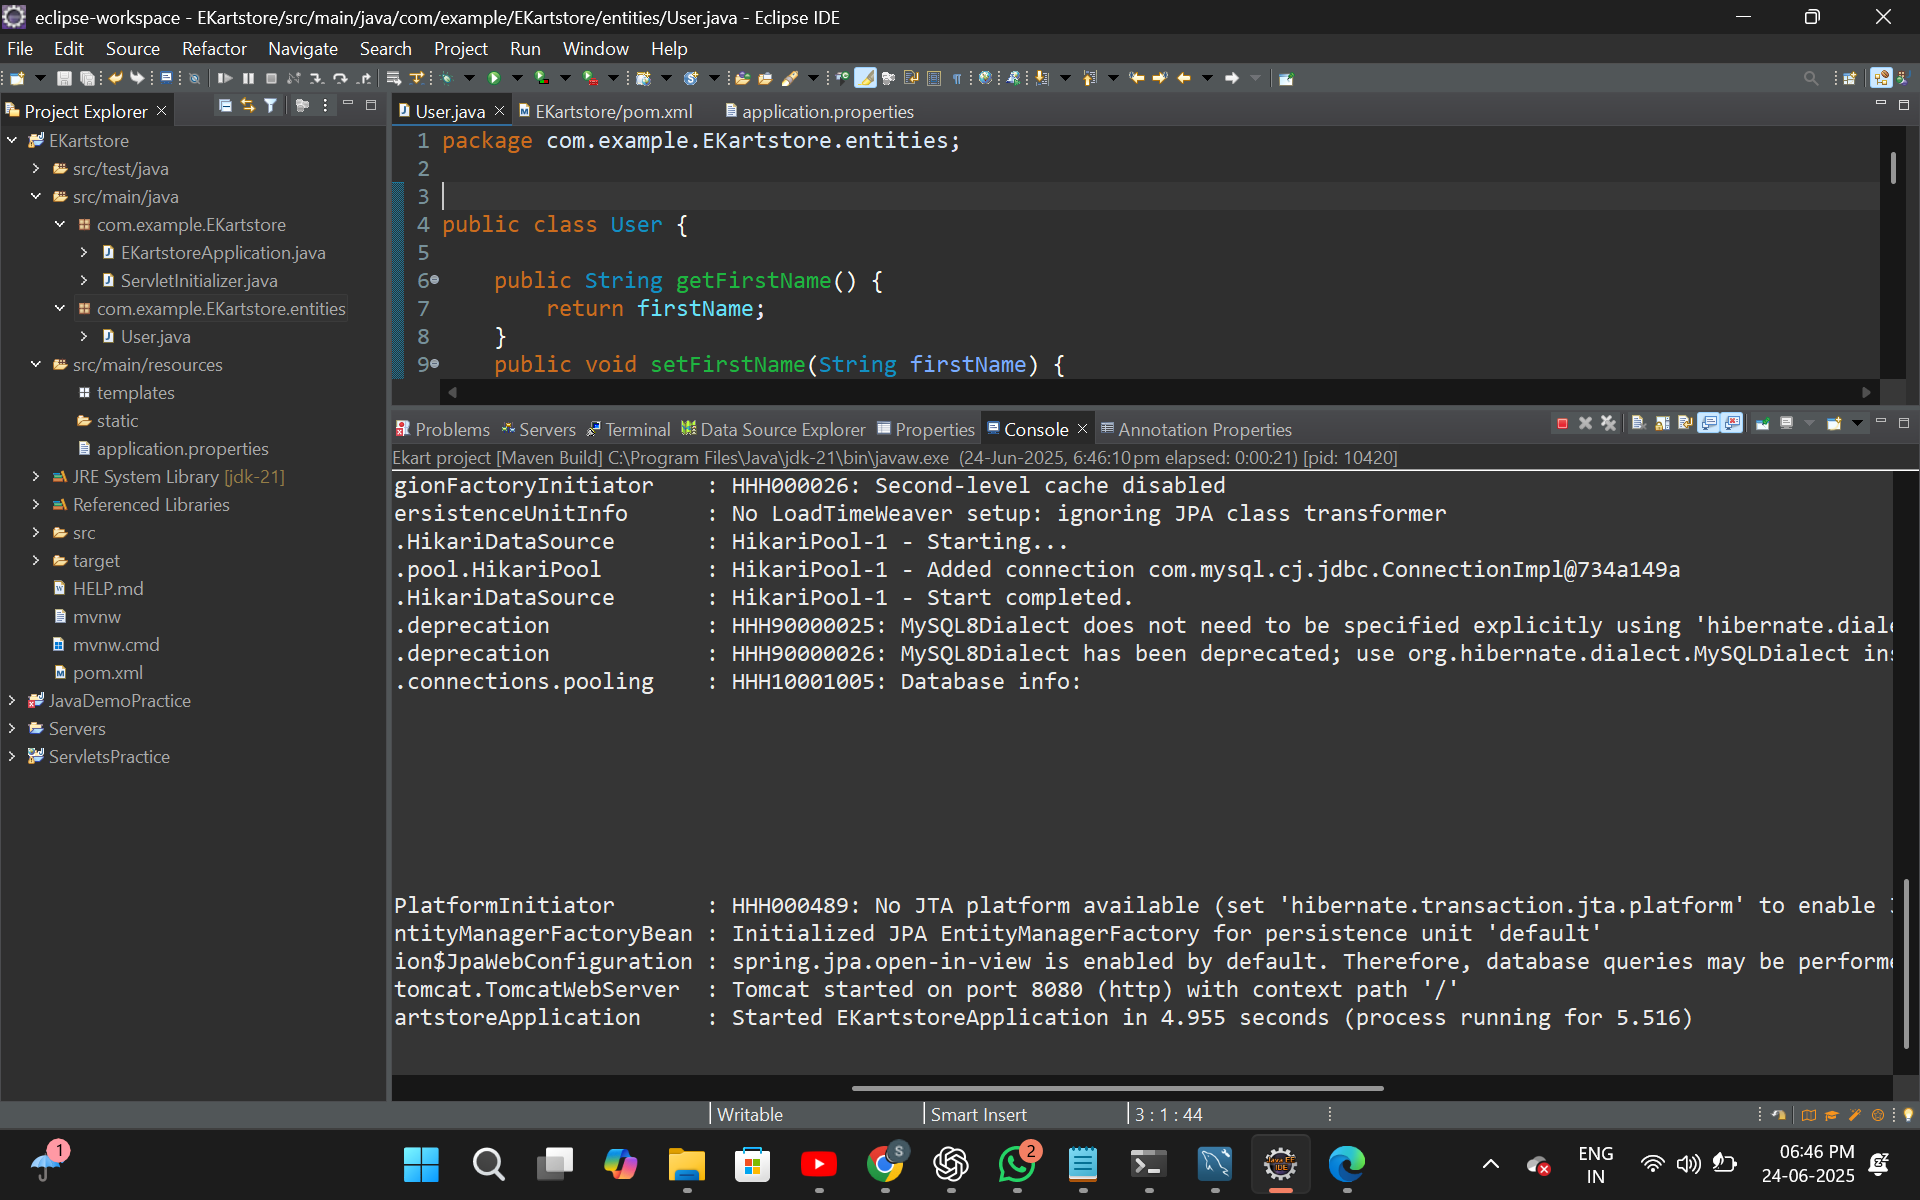 eclipse-workspace - EKartstore/src/main/java/com/example/EKartstore/entities/User.java - Eclipse IDE
File Edit Source Refactor Navigate Search Project Run Window Help
Project Explorer
EKartstore
src/test/java
src/main/java
com.example.EKartstore
EKartstoreApplication.java
ServletInitializer.java
com.example.EKartstore.entities
User.java
src/main/resources
templates
static
application.properties
JRE System Library [jdk-21]
Referenced Libraries
src
target
HELP.md
mvnw
mvnw.cmd
pom.xml
JavaDemoPractice
Servers
ServletsPractice
User.java EKartstore/pom.xml application.properties
1 package com.example.EKartstore.entities;
2
3
4 public class User {
5
6 public String getFirstName() {
7 return firstName;
8 }
9 public void setFirstName(String firstName) {
Problems Servers Terminal Data Source Explorer Properties Console Annotation Properties
Ekart project [Maven Build] C:\Program Files\Java\jdk-21\bin\javaw.exe (24-Jun-2025, 6:46:10 pm elapsed: 0:00:21) [pid: 10420]
gionFactoryInitiator : HHH000026: Second-level cache disabled
ersistenceUnitInfo : No LoadTimeWeaver setup: ignoring JPA class transformer
.HikariDataSource : HikariPool-1 - Starting...
.pool.HikariPool : HikariPool-1 - Added connection com.mysql.cj.jdbc.ConnectionImpl@734a149a
.HikariDataSource : HikariPool-1 - Start completed.
.deprecation : HHH90000025: MySQL8Dialect does not need to be specified explicitly using 'hibernate.diale
.deprecation : HHH90000026: MySQL8Dialect has been deprecated; use org.hibernate.dialect.MySQLDialect ins
.connections.pooling : HHH10001005: Database info:
PlatformInitiator : HHH000489: No JTA platform available (set 'hibernate.transaction.jta.platform' to enable
ntityManagerFactoryBean : Initialized JPA EntityManagerFactory for persistence unit 'default'
ion$JpaWebConfiguration : spring.jpa.open-in-view is enabled by default. Therefore, database queries may be performe
tomcat.TomcatWebServer : Tomcat started on port 8080 (http) with context path '/'
artstoreApplication : Started EKartstoreApplication in 4.955 seconds (process running for 5.516)
Writable Smart Insert 3 : 1 : 44
1
S
2
ENG
IN
06:46 PM
24-06-2025